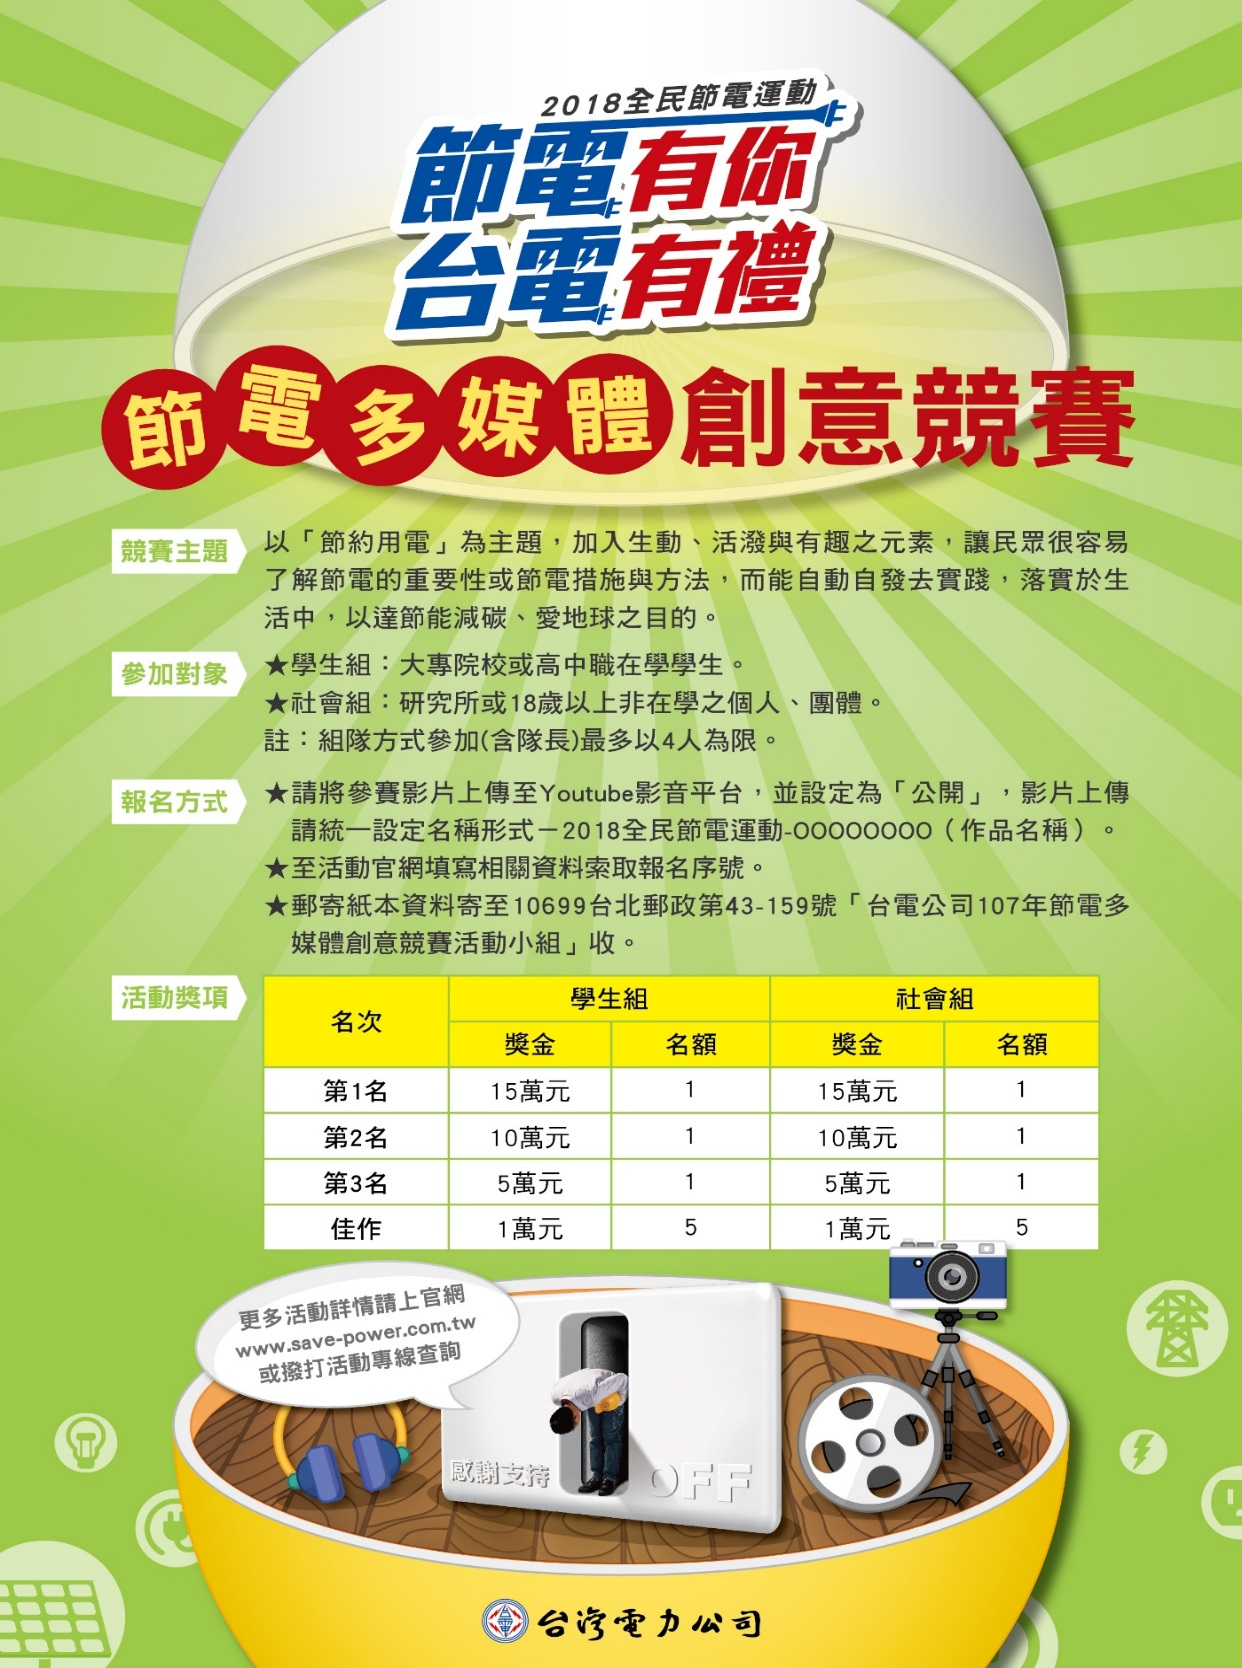 2018全民節電運動
節電有你
台電有禮
節電多媒體創意競賽
競賽主題
以「節約用電」為主題，加入生動、活潑與有趣之元素，讓民眾很容易
了解節電的重要性或節電措施與方法，而能自動自發去實踐，落實於生
活中，以達節能減碳、愛地球之目的。
參加對象
★學生組：大專院校或高中職在學學生。
★社會組：研究所或18歲以上非在學之個人、團體。
註：組隊方式參加(含隊長)最多以4人為限。
報名方式
★請將參賽影片上傳至Youtube影音平台，並設定為「公開」，影片上傳
請統一設定名稱形式－2018全民節電運動-OOOOOOOO（作品名稱）。
★至活動官網填寫相關資料索取報名序號。
★郵寄紙本資料寄至10699台北郵政第43-159號「台電公司107年節電多
媒體創意競賽活動小組」收。
活動獎項
名次 學生組 社會組
獎金 名額 獎金 名額
第1名 15萬元 1 15萬元 1
第2名 10萬元 1 10萬元 1
第3名 5萬元 1 5萬元 1
佳作 1萬元 5 1萬元 5
更多活動詳情請上官網
www.save-power.com.tw
或撥打活動專線查詢
感謝支持 OFF
台灣電力公司